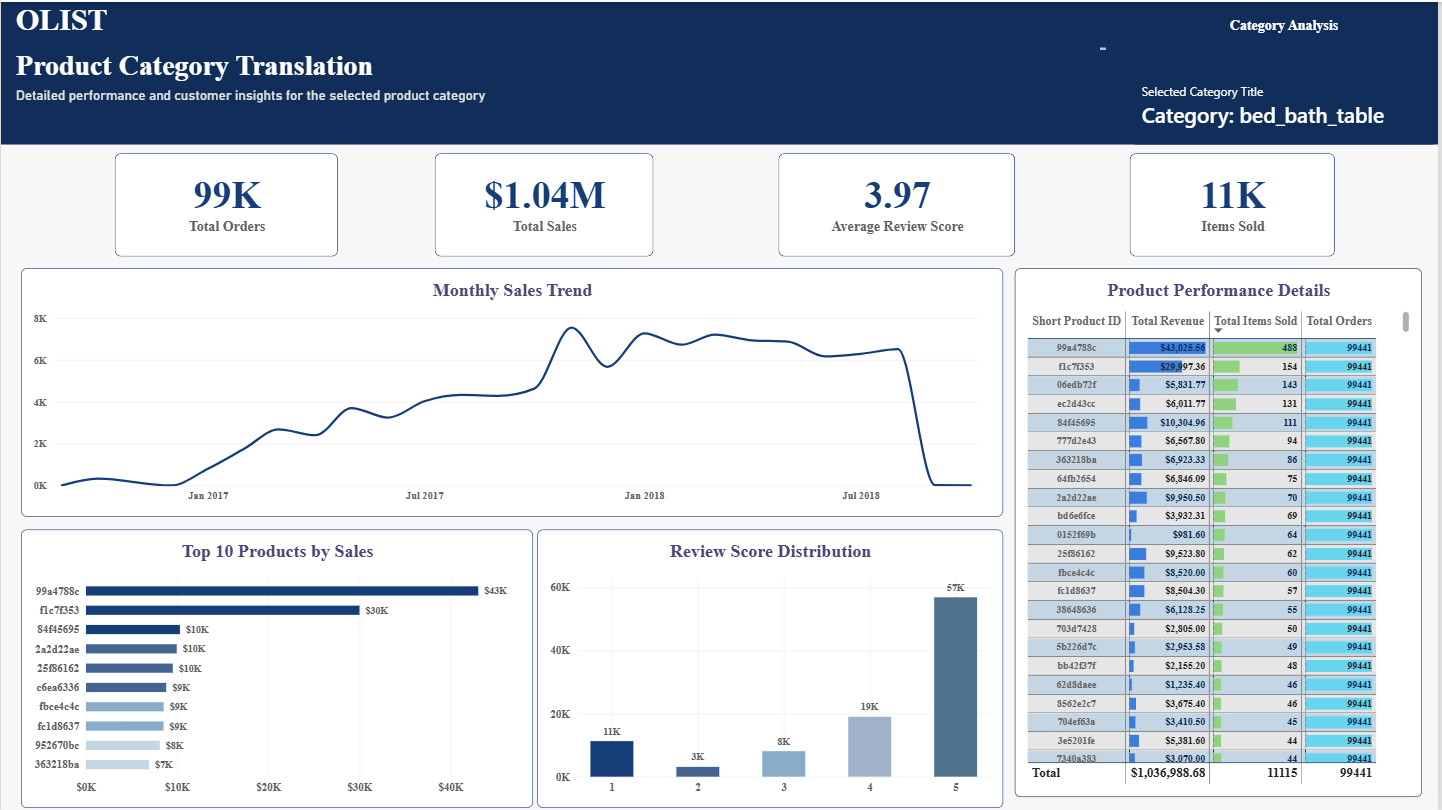 OLIST
Category Analysis
Product Category Translation
Detailed performance and customer insights for the selected product category
Selected Category Title
Category: bed_bath_table
99K
Total Orders
$1.04M
Total Sales
3.97
Average Review Score
11K
Items Sold
Monthly Sales Trend
8K
6K
4K
2K
0K
Jan 2017 Jul 2017 Jan 2018 Jul 2018
Top 10 Products by Sales
99a4788c $43K
f1c7f353 $30K
84f45695 $10K
2a2d22ae $10K
25f86162 $10K
c6ea6336 $9K
fbce4c4c $9K
fc1d8637 $9K
952670bc $8K
363218ba $7K
$0K $10K $20K $30K $40K
Review Score Distribution
60K
40K
20K
0K
11K 3K 8K 19K 57K
1 2 3 4 5
Product Performance Details
Short Product ID Total Revenue Total Items Sold Total Orders
99a4788c $43,025.56 488 99441
f1c7f353 $29,997.36 154 99441
06edb72f $5,831.77 143 99441
ec2d43cc $6,011.77 131 99441
84f45695 $10,304.96 111 99441
777d2e43 $6,567.80 94 99441
363218ba $6,923.33 86 99441
64fb2654 $6,846.09 75 99441
2a2d22ae $9,950.50 70 99441
bd6e6fce $3,932.31 69 99441
0152f69b $981.60 64 99441
25f86162 $9,523.80 62 99441
fbce4c4c $8,520.00 60 99441
fc1d8637 $8,504.30 57 99441
38648636 $6,128.25 55 99441
703d7428 $2,805.00 50 99441
5b226d7c $2,953.58 49 99441
bb42f37f $2,155.20 48 99441
62d8daee $1,235.40 46 99441
8562e2c7 $3,675.40 46 99441
704ef63a $3,410.50 45 99441
3e5201fe $5,381.60 44 99441
7340a383 $3,070.00 44 99441
Total $1,036,988.68 11115 99441